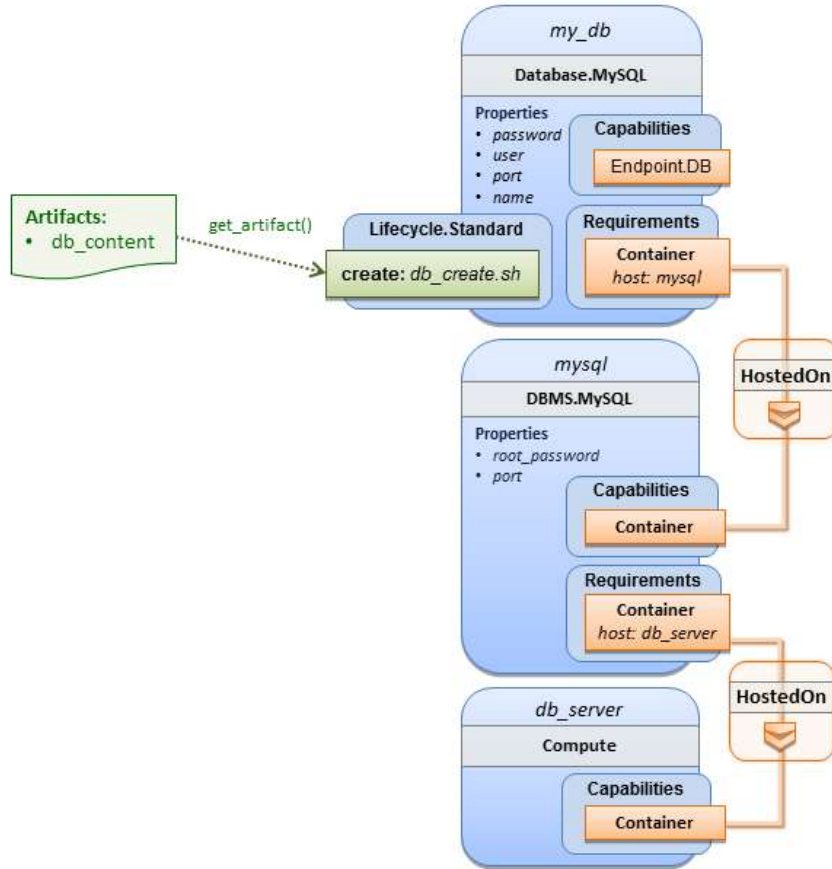 my_db
Database.MySQL
Properties
• password
• user
• port
• name
Capabilities
Endpoint.DB
Artifacts:
• db_content
get_artifact()
Lifecycle.Standard
create: db_create.sh
Requirements
Container
host: mysql
HostedOn
mysql
DBMS.MySQL
Properties
• root_password
• port
Capabilities
Container
Requirements
Container
host: db_server
HostedOn
db_server
Compute
Capabilities
Container